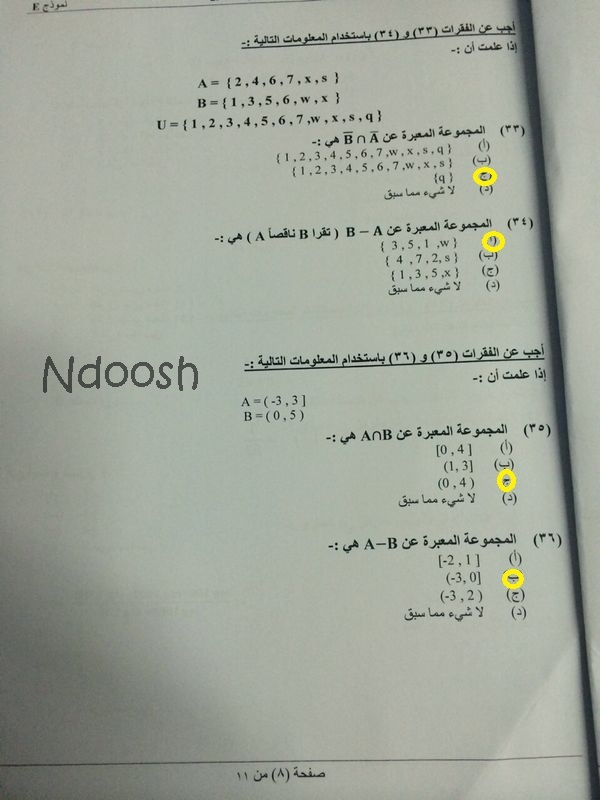 نموذج E
أجب عن الفقرات (٣٣) و (٣٤) باستخدام المعلومات التالية :-
إذا علمت أن :-
A = { 2 , 4 , 6 , 7 , x , s }
B = { 1 , 3 , 5 , 6 , w , x }
U = { 1 , 2 , 3 , 4 , 5 , 6 , 7 ,w , x , s , q }
(٣٣) المجموعة المعبرة عن B̅ ∩ A̅ هي :-
(أ) { 1 , 2 , 3 , 4 , 5 , 6 , 7 ,w , x , s , q }
(ب) { 1 , 2 , 3 , 4 , 5 , 6 , 7 ,w , x , s }
(ج) {q }
(د) لا شيء مما سبق
(٣٤) المجموعة المعبرة عن B – A ( تقرا B ناقصاً A ) هي :-
(أ) { 3 , 5 , 1 ,w }
(ب) { 4 , 7 , 2, s }
(ج) { 1 , 3 , 5 ,x }
(د) لا شيء مما سبق
أجب عن الفقرات (٣٥) و (٣٦) باستخدام المعلومات التالية :-
إذا علمت أن :-
Ndoosh
A = ( -3 , 3 ]
B = ( 0 , 5 )
(٣٥) المجموعة المعبرة عن A∩B هي :-
(أ) [0 , 4 ]
(ب) (1, 3]
ج (0 , 4 )
(د) لا شيء مما سبق
(٣٦) المجموعة المعبرة عن A–B هي :-
(أ) [-2 , 1 ]
ب (-3, 0]
(ج) (-3 , 2 )
(د) لا شيء مما سبق
صفحة (٨) من ١١